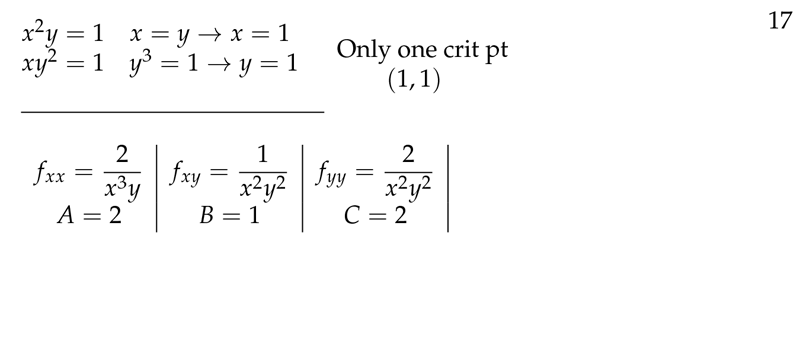 17
x²y = 1 x = y → x = 1
xy² = 1 y³ = 1 → y = 1
Only one crit pt
(1, 1)
f_xx = 2/(x³y) | f_xy = 1/(x²y²) | f_yy = 2/(x²y²) |
A = 2 | B = 1 | C = 2 |